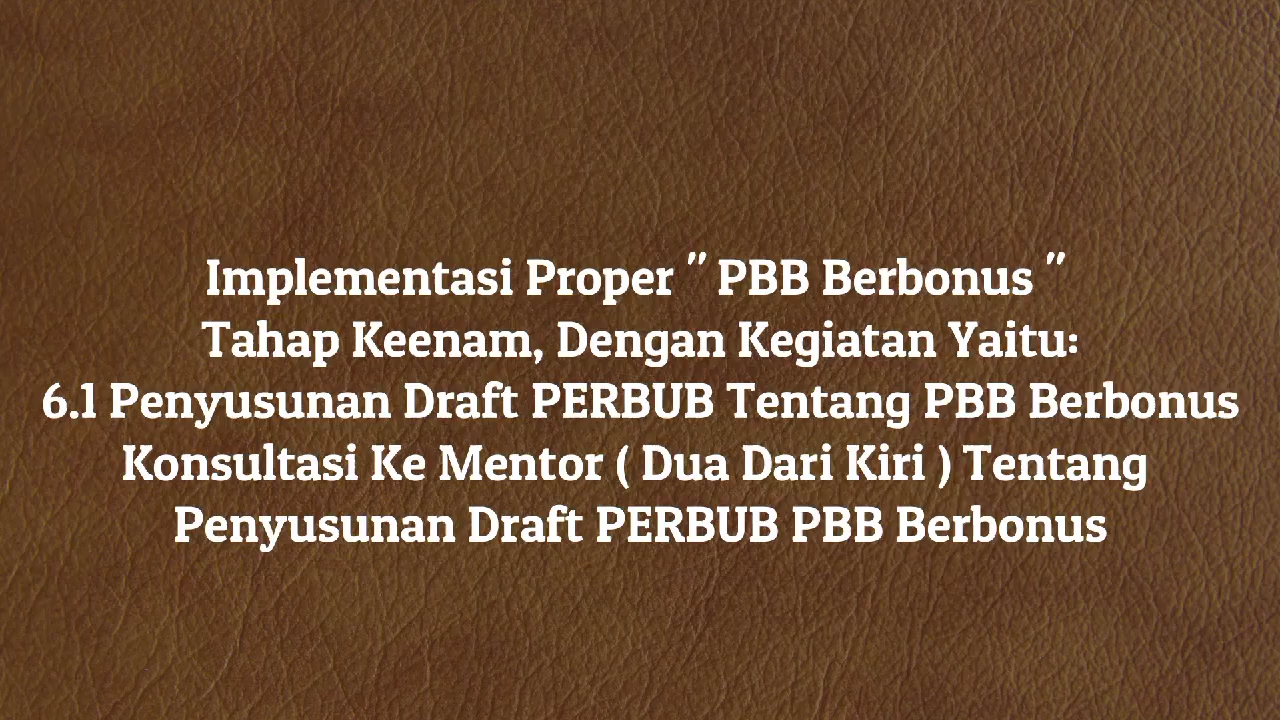 Implementasi Proper " PBB Berbonus "
Tahap Keenam, Dengan Kegiatan Yaitu:
6.1 Penyusunan Draft PERBUB Tentang PBB Berbonus
Konsultasi Ke Mentor ( Dua Dari Kiri ) Tentang
Penyusunan Draft PERBUB PBB Berbonus